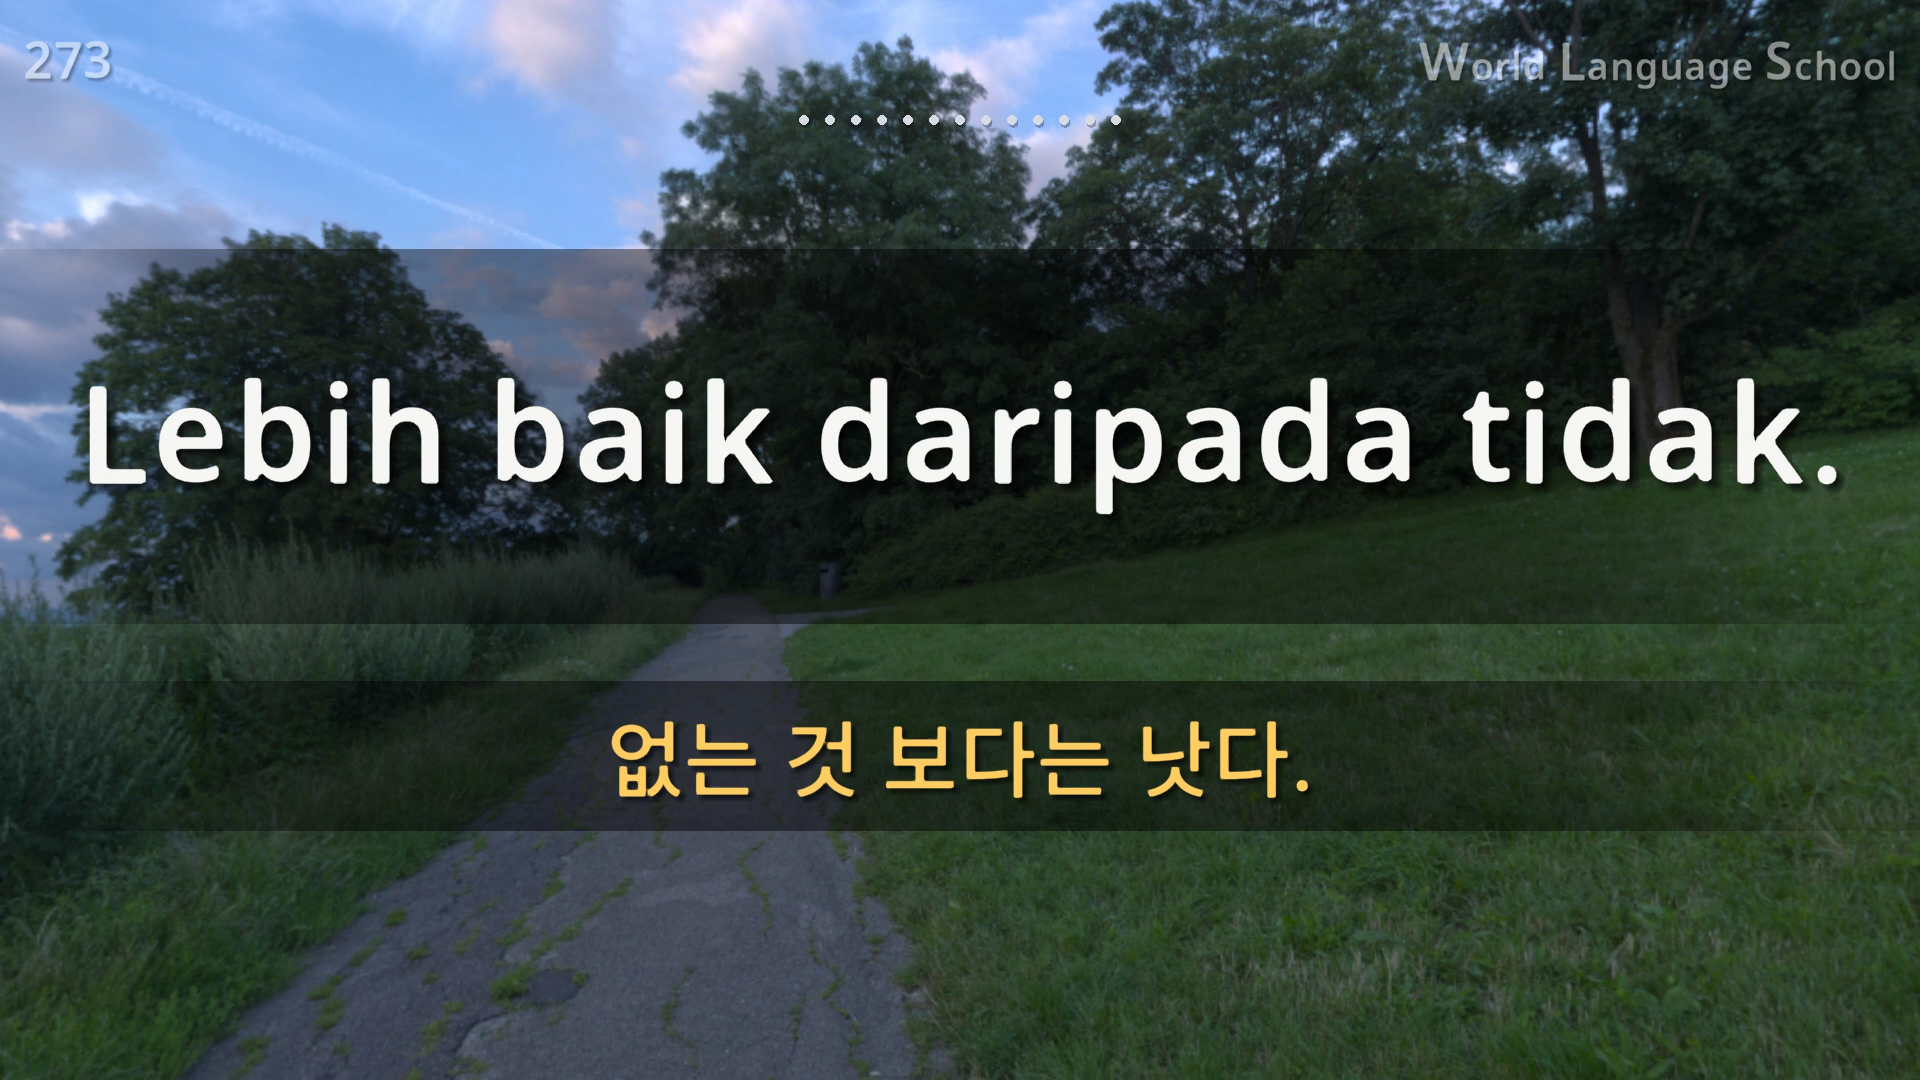 273
World Language School
Lebih baik daripada tidak.
없는 것 보다는 낫다.